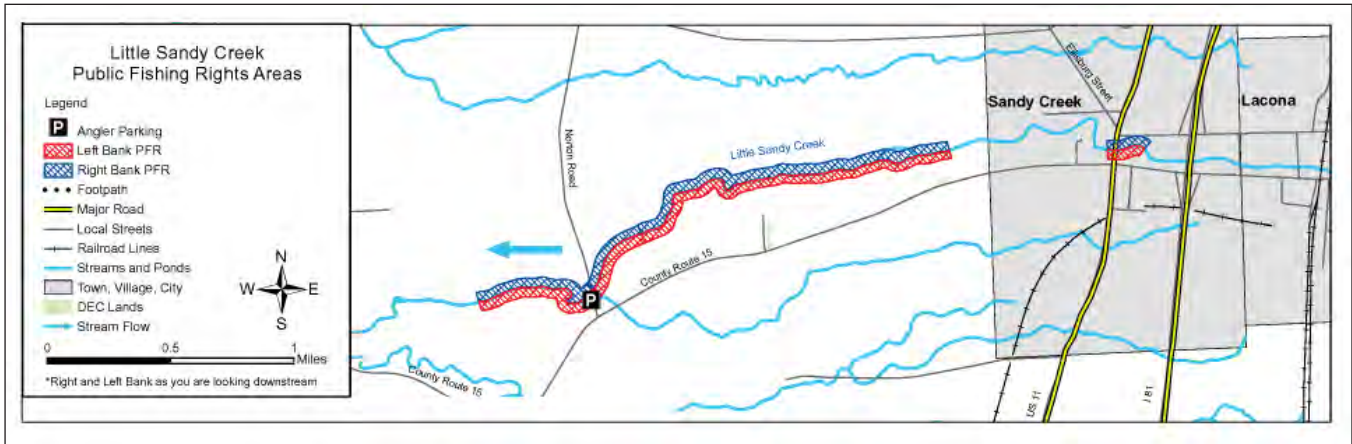 Little Sandy Creek
Public Fishing Rights Areas
Legend
P Angler Parking
Left Bank PFR
Right Bank PFR
Footpath
Major Road
Local Streets
Railroad Lines
Streams and Ponds
Town, Village, City
DEC Lands
Stream Flow
N
W E
S
0 0.5 1
Miles
*Right and Left Bank as you are looking downstream
Norton Road
Little Sandy Creek
County Route 15
County Route 15
P
Ellisburg Street
Sandy Creek
Lacona
US 11
I 81